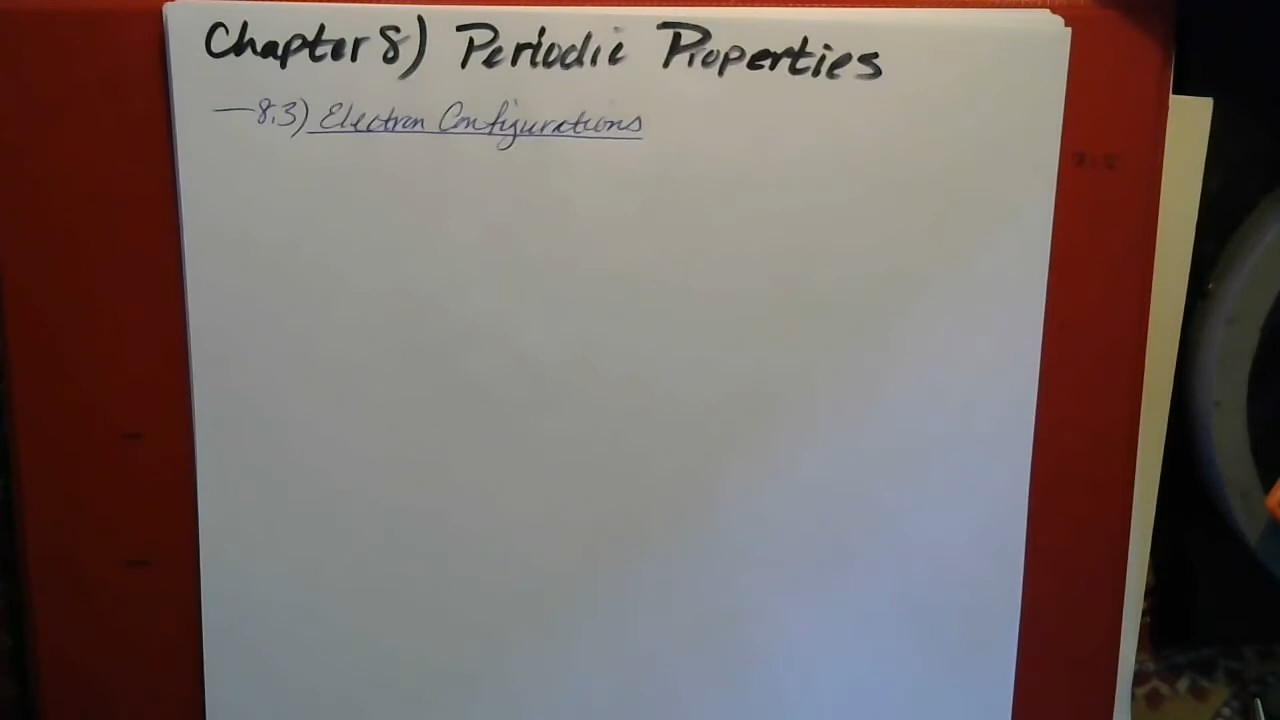 Chapter 8) Periodic Properties
— 8.3) Electron Configurations